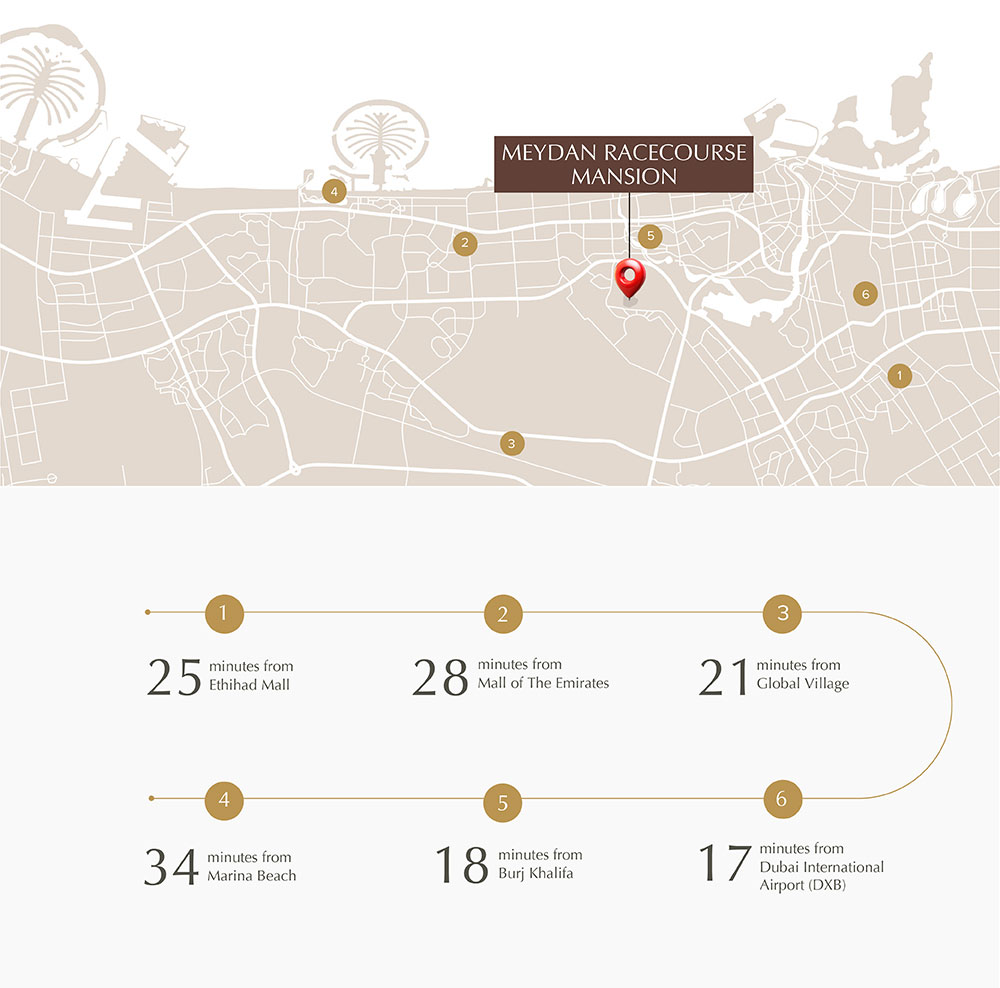 MEYDAN RACECOURSE
MANSION
4
2
5
6
1
3
1
25 minutes from
Ethihad Mall
2
28 minutes from
Mall of The Emirates
3
21 minutes from
Global Village
4
34 minutes from
Marina Beach
5
18 minutes from
Burj Khalifa
6
17 minutes from
Dubai International
Airport (DXB)